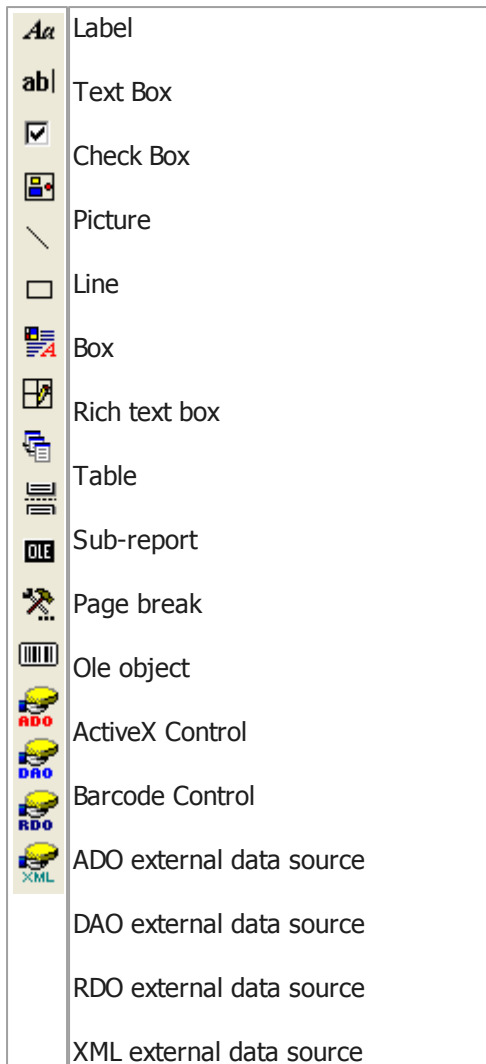 Aa Label
ab|
Text Box
Check Box
Picture
Line
Box
A
Rich text box
Table
Sub-report
OLE
Page break
Ole object
ADO
ActiveX Control
DAO
Barcode Control
RDO
ADO external data source
XML
DAO external data source
RDO external data source
XML external data source